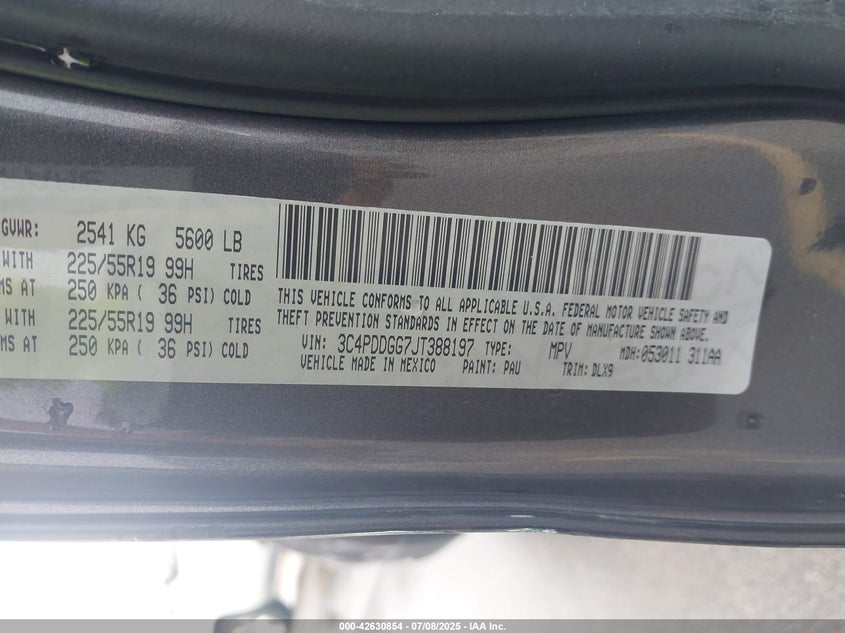 GVWR: 2541 KG 5600 LB
WITH 225/55R19 99H TIRES
MS AT 250 KPA ( 36 PSI) COLD
WITH 225/55R19 99H TIRES
MS AT 250 KPA ( 36 PSI) COLD
THIS VEHICLE CONFORMS TO ALL APPLICABLE U.S.A. FEDERAL MOTOR VEHICLE SAFETY AND
THEFT PREVENTION STANDARDS IN EFFECT ON THE DATE OF MANUFACTURE SHOWN ABOVE.
VIN: 3C4PDDGG7JT388197 TYPE: MPV MDH: 053011 311AA
VEHICLE MADE IN MEXICO PAINT: PAU TRIM: DLX9
000-42630854 / 07/08/2025 - IAA Inc.